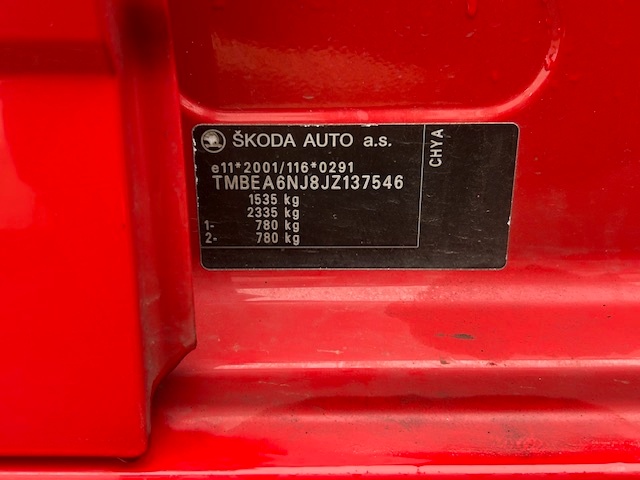 ŠKODA AUTO a.s.
e11*2001/116*0291
TMBEA6NJ8JZ137546
1535 kg
2335 kg
1- 780 kg
2- 780 kg
CHYA